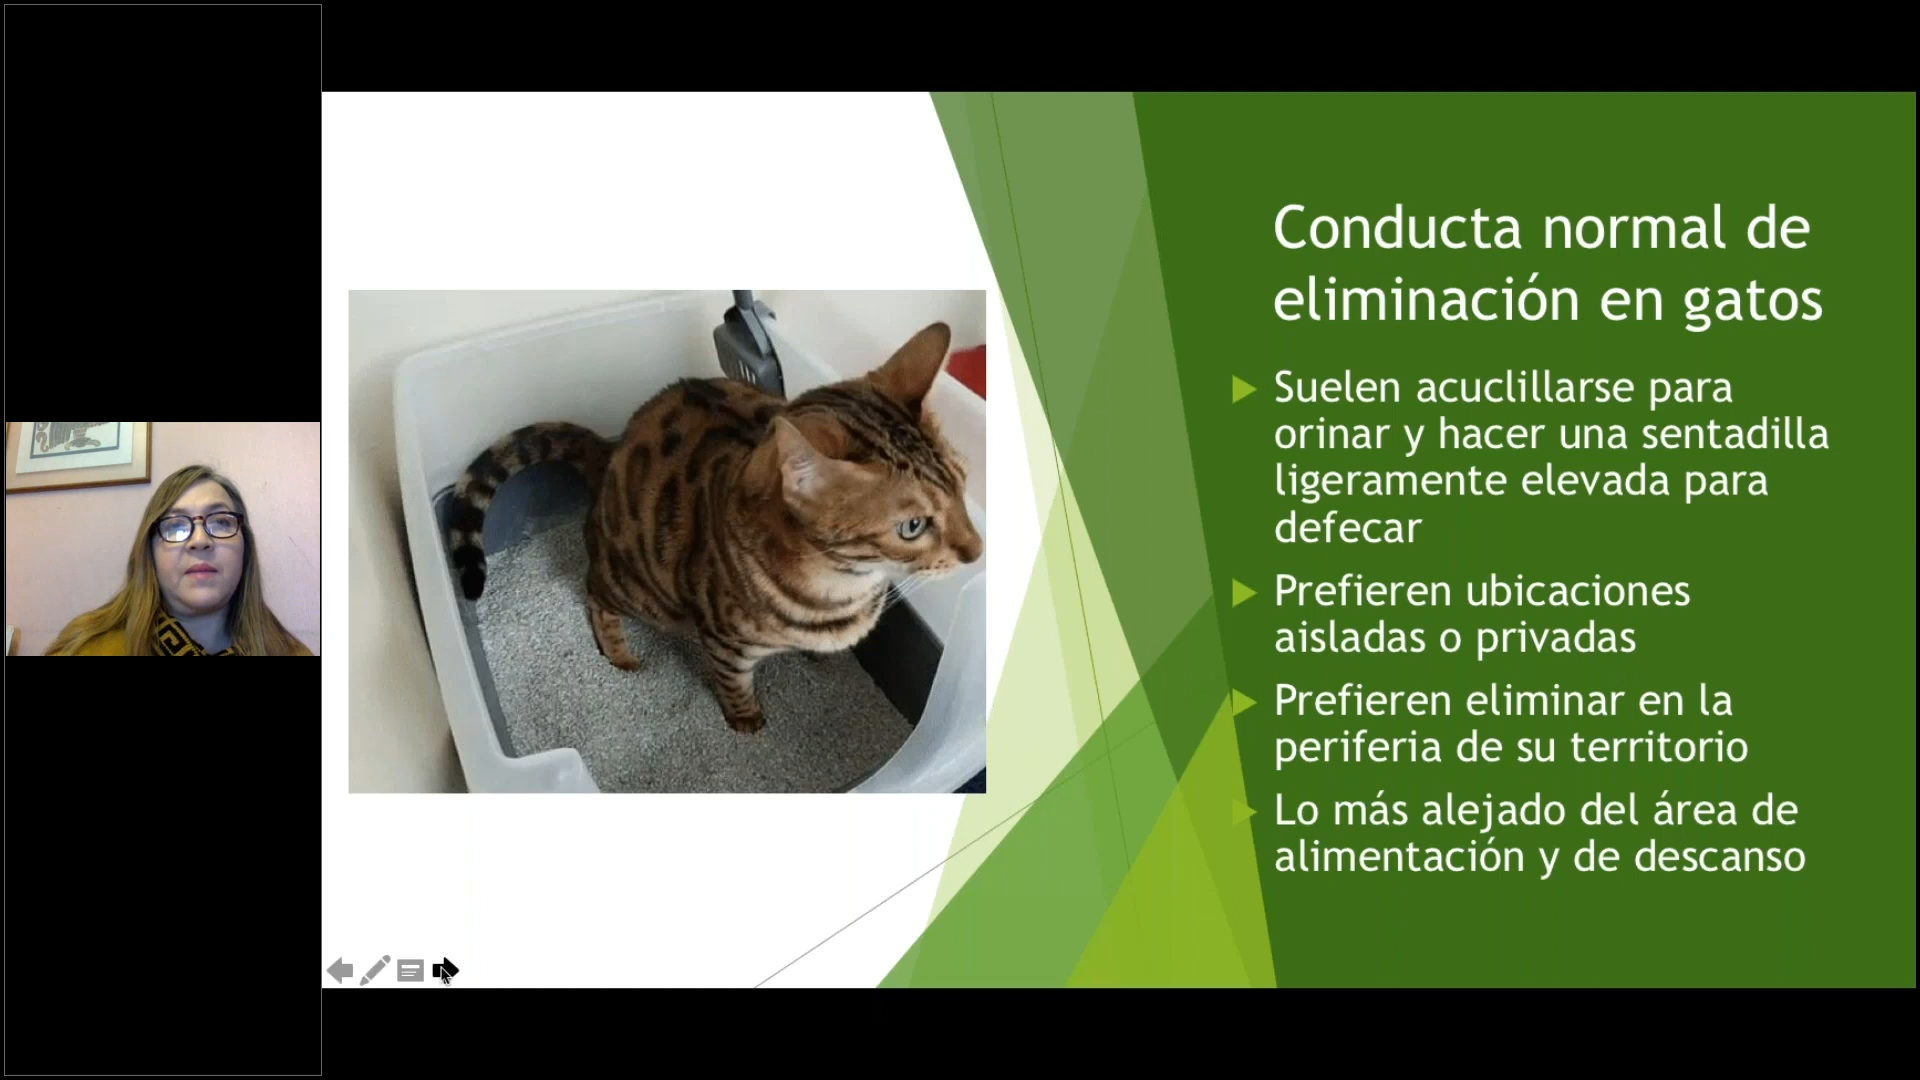 Conducta normal de
eliminación en gatos
Suelen acuclillarse para
orinar y hacer una sentadilla
ligeramente elevada para
defecar
Prefieren ubicaciones
aisladas o privadas
Prefieren eliminar en la
periferia de su territorio
Lo más alejado del área de
alimentación y de descanso